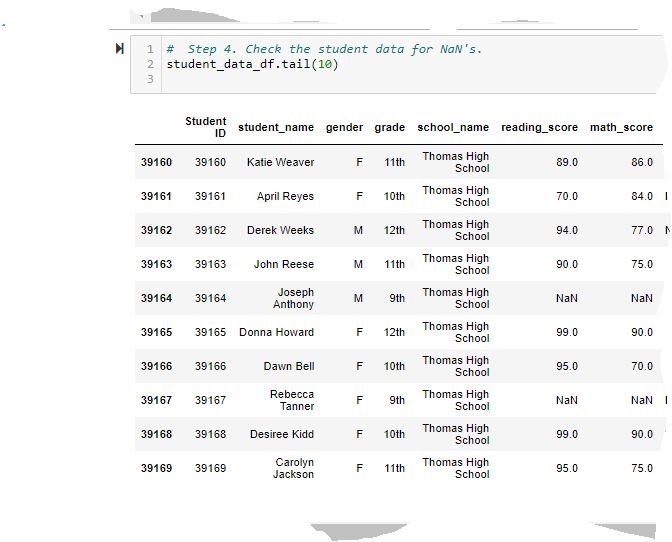 1 # Step 4. Check the student data for NaN's.
2 student_data_df.tail(10)
3
Student ID student_name gender grade school_name reading_score math_score
39160 39160 Katie Weaver F 11th Thomas High School 89.0 86.0
39161 39161 April Reyes F 10th Thomas High School 70.0 84.0
39162 39162 Derek Weeks M 12th Thomas High School 94.0 77.0
39163 39163 John Reese M 11th Thomas High School 90.0 75.0
39164 39164 Joseph Anthony M 9th Thomas High School NaN NaN
39165 39165 Donna Howard F 12th Thomas High School 99.0 90.0
39166 39166 Dawn Bell F 10th Thomas High School 95.0 70.0
39167 39167 Rebecca Tanner F 9th Thomas High School NaN NaN
39168 39168 Desiree Kidd F 10th Thomas High School 99.0 90.0
39169 39169 Carolyn Jackson F 11th Thomas High School 95.0 75.0